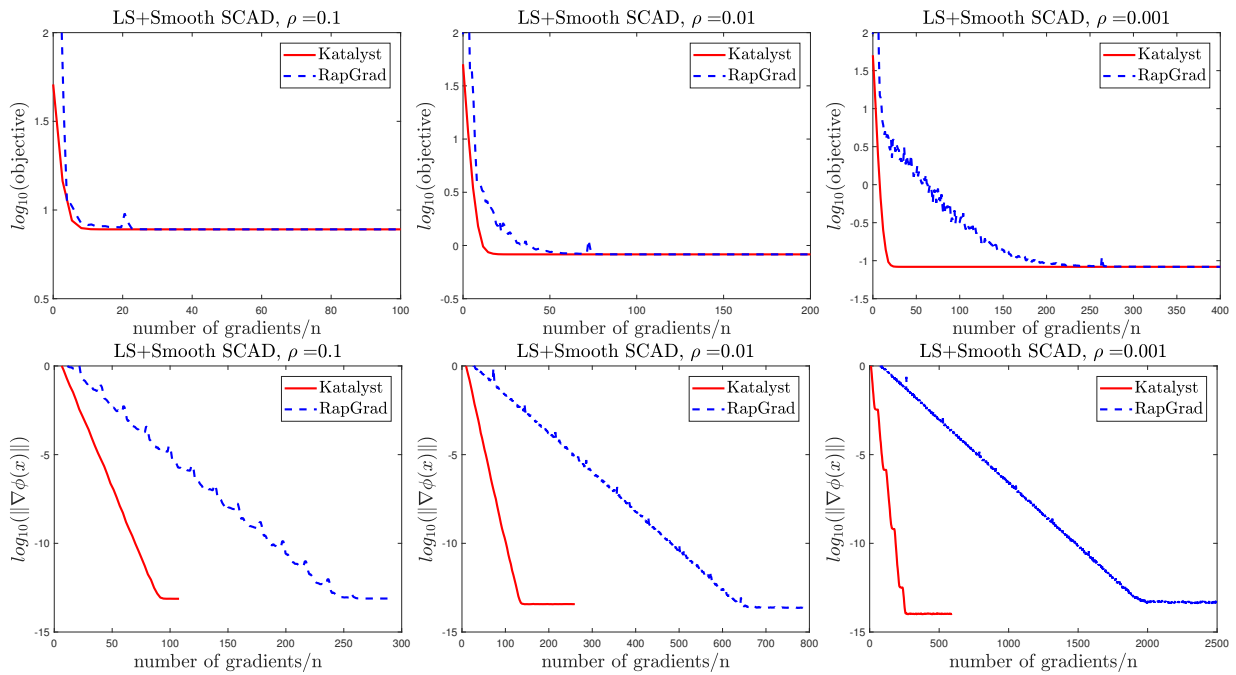 LS+Smooth SCAD, ρ =0.1
2
1.5
1
0.5
log₁₀(objective)
Katalyst
RapGrad
0 20 40 60 80 100
number of gradients/n
LS+Smooth SCAD, ρ =0.01
2
1.5
1
0.5
0
-0.5
log₁₀(objective)
Katalyst
RapGrad
0 50 100 150 200
number of gradients/n
LS+Smooth SCAD, ρ =0.001
2
1.5
1
0.5
0
-0.5
-1
-1.5
log₁₀(objective)
Katalyst
RapGrad
0 50 100 150 200 250 300 350 400
number of gradients/n
LS+Smooth SCAD, ρ =0.1
0
-5
-10
-15
log₁₀(‖∇ϕ(x)‖)
Katalyst
RapGrad
0 50 100 150 200 250 300
number of gradients/n
LS+Smooth SCAD, ρ =0.01
0
-5
-10
-15
log₁₀(‖∇ϕ(x)‖)
Katalyst
RapGrad
0 100 200 300 400 500 600 700 800
number of gradients/n
LS+Smooth SCAD, ρ =0.001
0
-5
-10
-15
log₁₀(‖∇ϕ(x)‖)
Katalyst
RapGrad
0 500 1000 1500 2000 2500
number of gradients/n